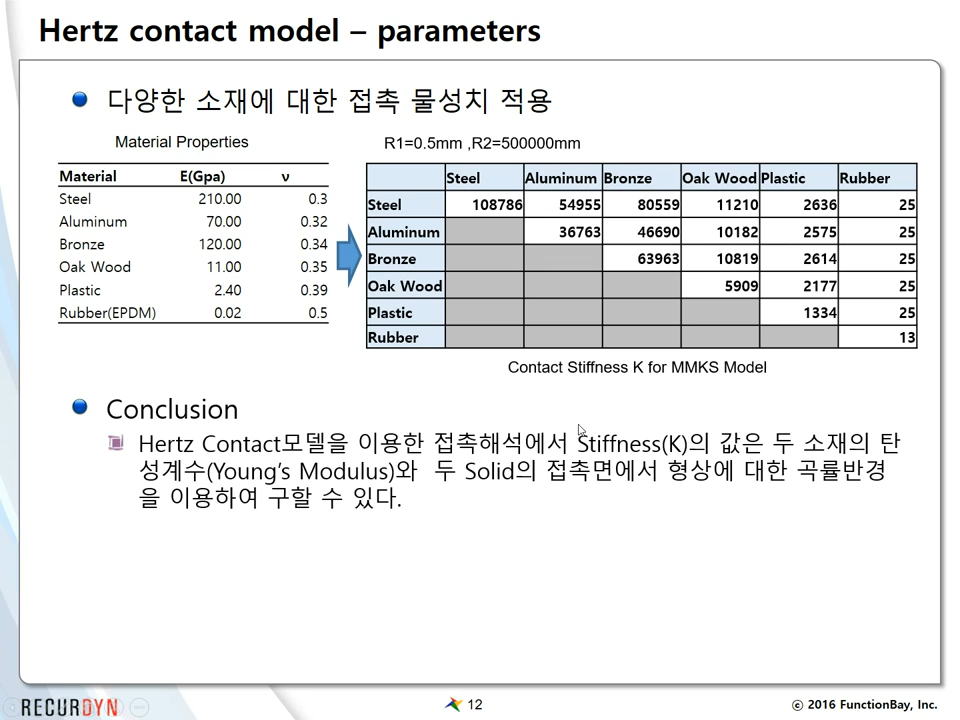 Hertz contact model – parameters
다양한 소재에 대한 접촉 물성치 적용
Material Properties
Material E(Gpa) ν
Steel 210.00 0.3
Aluminum 70.00 0.32
Bronze 120.00 0.34
Oak Wood 11.00 0.35
Plastic 2.40 0.39
Rubber(EPDM) 0.02 0.5
R1=0.5mm ,R2=500000mm
Steel Aluminum Bronze Oak Wood Plastic Rubber
Steel 108786 54955 80559 11210 2636 25
Aluminum 36763 46690 10182 2575 25
Bronze 63963 10819 2614 25
Oak Wood 5909 2177 25
Plastic 1334 25
Rubber 13
Contact Stiffness K for MMKS Model
Conclusion
Hertz Contact모델을 이용한 접촉해석에서 Stiffness(K)의 값은 두 소재의 탄
성계수(Young’s Modulus)와 두 Solid의 접촉면에서 형상에 대한 곡률반경
을 이용하여 구할 수 있다.
RECURDYN
12
© 2016 FunctionBay, Inc.